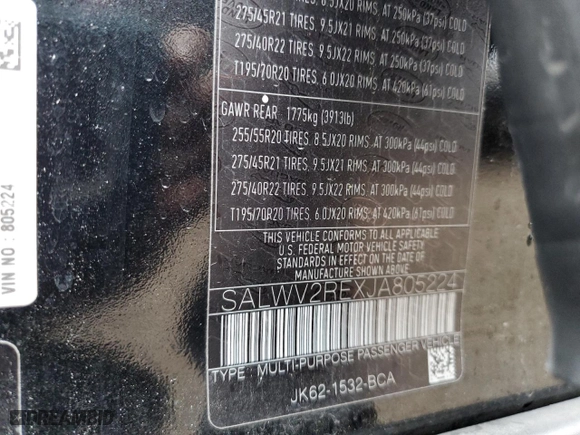 275/45R21 TIRES, 9.5JX21 RIMS, AT 250kPa (37psi) COLD
275/40R22 TIRES, 9.5JX22 RIMS, AT 250kPa (37psi) COLD
T195/70R20 TIRES, 6.0JX20 RIMS, AT 420kPa (61psi) COLD
GAWR REAR 1775kg (3913lb)
255/55R20 TIRES, 8.5JX20 RIMS, AT 300kPa (44psi) COLD
275/45R21 TIRES, 9.5JX21 RIMS, AT 300kPa (44psi) COLD
275/40R22 TIRES, 9.5JX22 RIMS, AT 300kPa (44psi) COLD
T195/70R20 TIRES, 6.0JX20 RIMS, AT 420kPa (61psi) COLD
THIS VEHICLE CONFORMS TO ALL APPLICABLE
U.S. FEDERAL MOTOR VEHICLE SAFETY
STANDARDS IN EFFECT ON THE DATE OF
MANUFACTURE SHOWN ABOVE.
SALWV2REXJA805224
TYPE : MULTI-PURPOSE PASSENGER VEHICLE
JK62-1532-BCA
VIN NO : 805224
STREAMBID